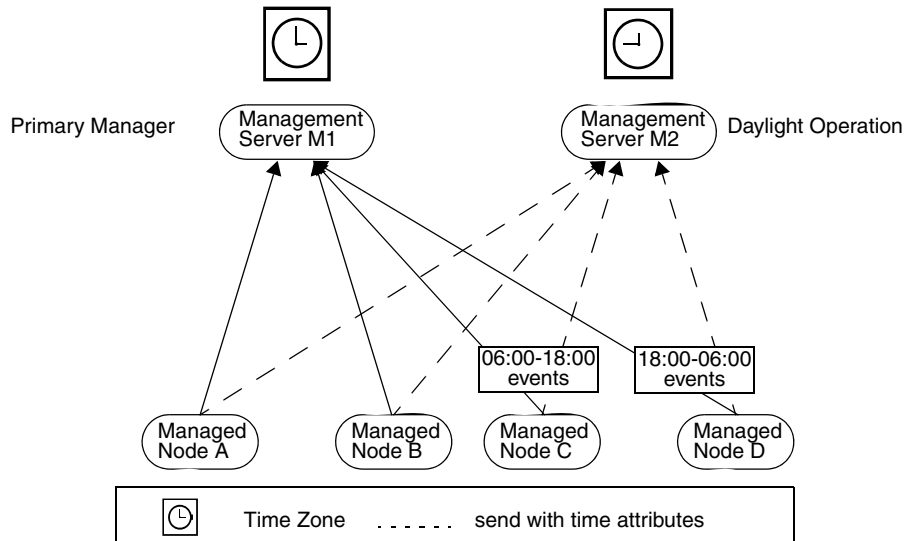 Primary Manager
Management
Server M1
Management
Server M2
Daylight Operation
06:00-18:00
events
18:00-06:00
events
Managed
Node A
Managed
Node B
Managed
Node C
Managed
Node D
Time Zone
send with time attributes